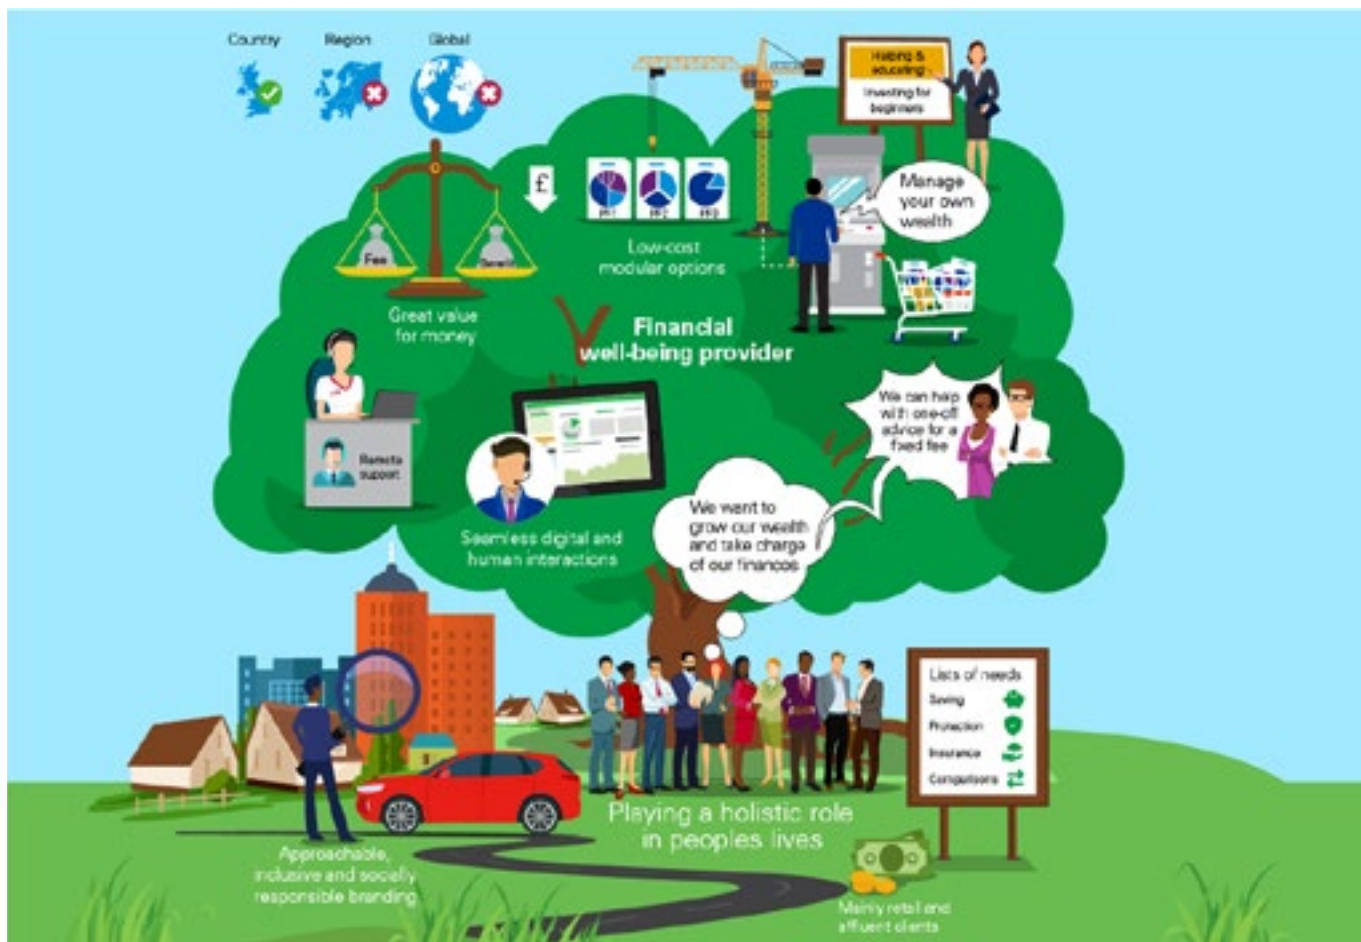 Country
Region
Global
Helping &
educating
Investing for
beginners
Manage
your own
wealth
£
Fee
Benefit
Great value
for money
Low-cost
modular options
Financial
well-being provider
We can help
with one-off
advice for a
fixed fee
Remote
support
Seamless digital and
human interactions
We want to
grow our wealth
and take charge
of our finances
Lists of needs
Saving
Protection
Insurance
Comparisons
Playing a holistic role
in peoples lives
Approachable,
inclusive and socially
responsible branding
Mainly retail and
affluent clients